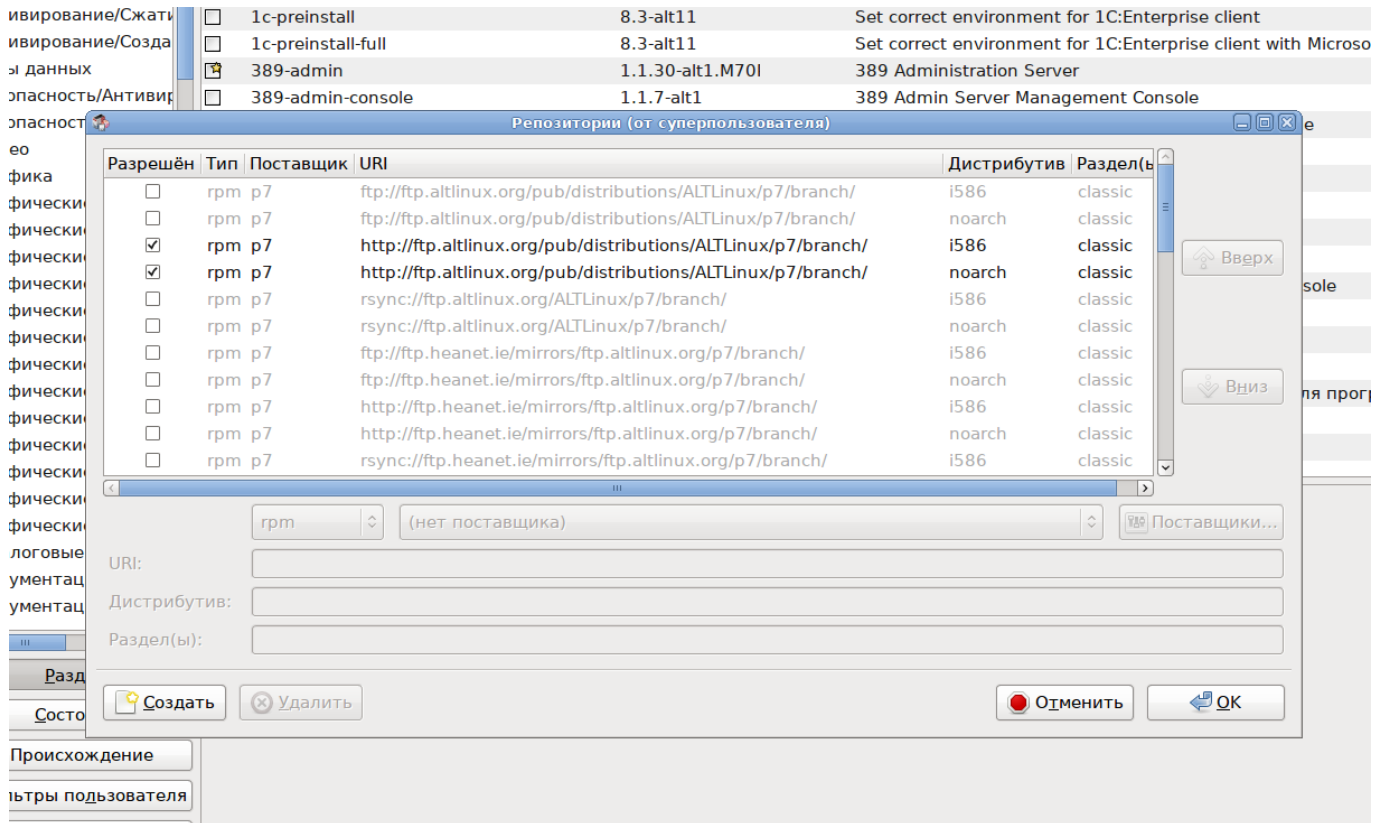 ивирование/Сжати 1c-preinstall 8.3-alt11 Set correct environment for 1C:Enterprise client
ивирование/Созда 1c-preinstall-full 8.3-alt11 Set correct environment for 1C:Enterprise client with Microso
ы данных 389-admin 1.1.30-alt1.M70I 389 Administration Server
опасность/Антивир 389-admin-console 1.1.7-alt1 389 Admin Server Management Console
опасност Репозитории (от суперпользователя) e
ео
Разрешён Тип Поставщик URI Дистрибутив Раздел(ы
фика
rpm p7 ftp://ftp.altlinux.org/pub/distributions/ALTLinux/p7/branch/ i586 classic
фически
rpm p7 ftp://ftp.altlinux.org/pub/distributions/ALTLinux/p7/branch/ noarch classic
фически
rpm p7 http://ftp.altlinux.org/pub/distributions/ALTLinux/p7/branch/ i586 classic
фически
Вверх
rpm p7 http://ftp.altlinux.org/pub/distributions/ALTLinux/p7/branch/ noarch classic
фически
sole
rpm p7 rsync://ftp.altlinux.org/ALTLinux/p7/branch/ i586 classic
фически
rpm p7 rsync://ftp.altlinux.org/ALTLinux/p7/branch/ noarch classic
фически
rpm p7 ftp://ftp.heanet.ie/mirrors/ftp.altlinux.org/p7/branch/ i586 classic
фически
rpm p7 ftp://ftp.heanet.ie/mirrors/ftp.altlinux.org/p7/branch/ noarch classic
Вниз
фически
ля прогр
rpm p7 http://ftp.heanet.ie/mirrors/ftp.altlinux.org/p7/branch/ i586 classic
фически
rpm p7 http://ftp.heanet.ie/mirrors/ftp.altlinux.org/p7/branch/ noarch classic
фически
rpm p7 rsync://ftp.heanet.ie/mirrors/ftp.altlinux.org/p7/branch/ i586 classic
фически
фически
rpm (нет поставщика) Поставщики...
логовые
URI:
ументац
Дистрибутив:
ументац
Раздел(ы):
Разд
Создать Удалить Отменить OK
Состо
Происхождение
льтры пользователя